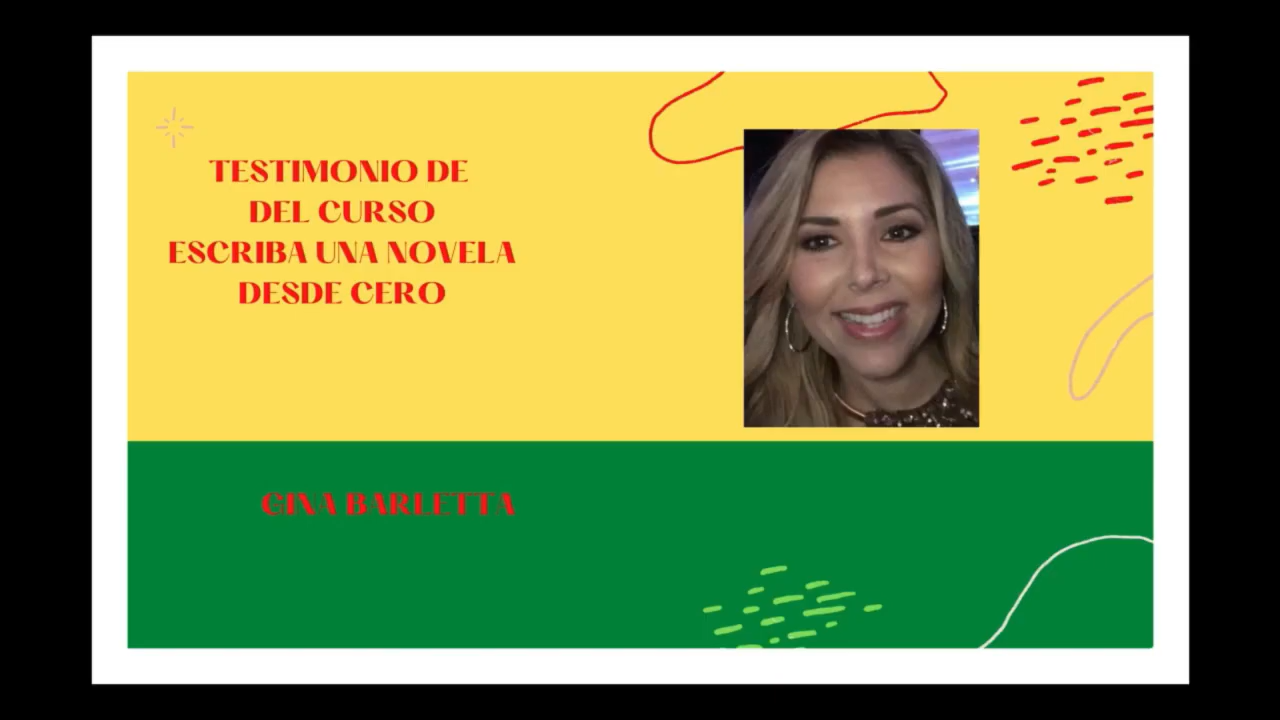 TESTIMONIO DE
DEL CURSO
ESCRIBA UNA NOVELA
DESDE CERO
GINA BARLETTA